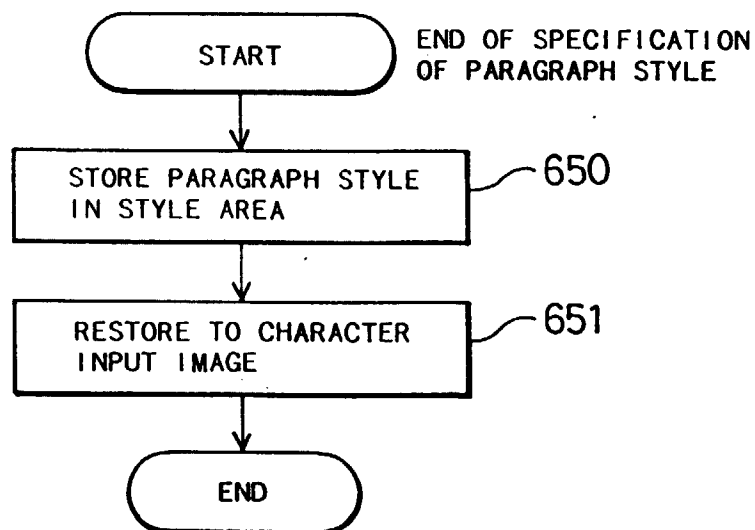 START
END OF SPECIFICATION
OF PARAGRAPH STYLE
STORE PARAGRAPH STYLE
IN STYLE AREA
650
RESTORE TO CHARACTER
INPUT IMAGE
651
END